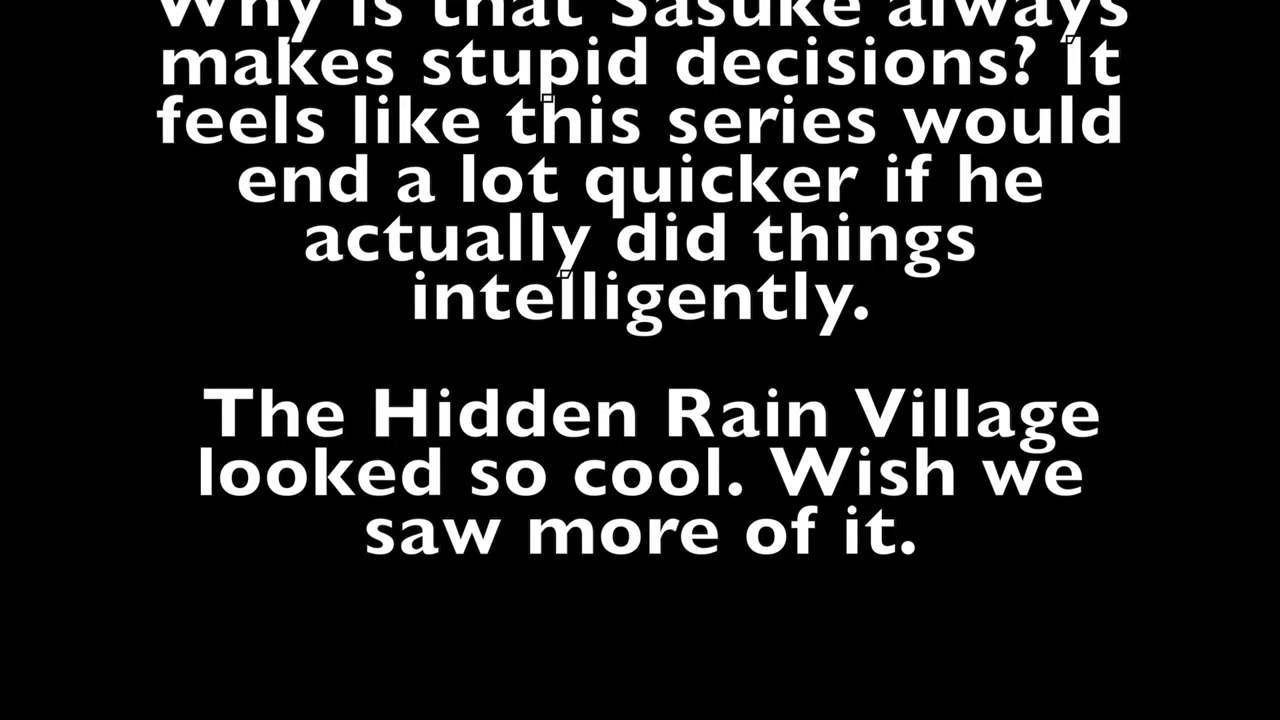 Why is that Sasuke always
makes stupid decisions? It
feels like this series would
end a lot quicker if he
actually did things
intelligently.
The Hidden Rain Village
looked so cool. Wish we
saw more of it.